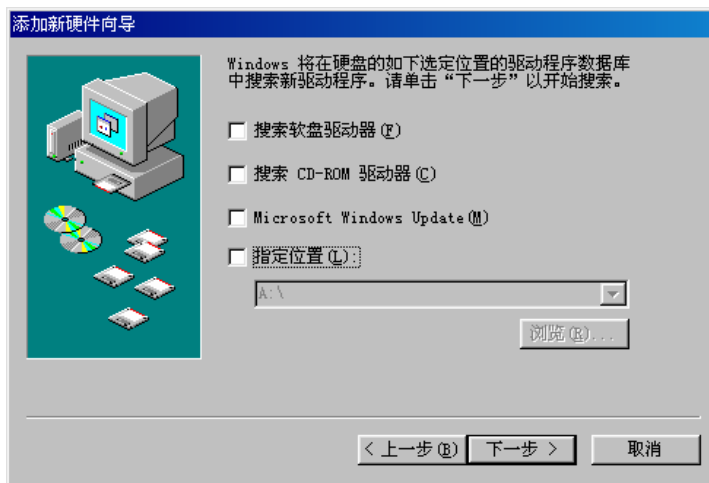 添加新硬件向导
Windows 将在硬盘的如下选定位置的驱动程序数据库
中搜索新驱动程序。请单击“下一步”以开始搜索。
搜索软盘驱动器(F)
搜索 CD-ROM 驱动器(C)
Microsoft Windows Update(M)
指定位置(L):
A:\
浏览(R)...
< 上一步(B) 下一步 > 取消